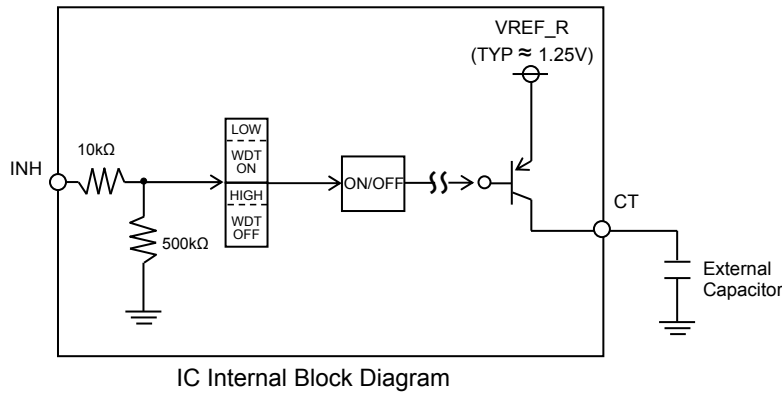 VREF_R
(TYP ≈ 1.25V)
INH
10kΩ
500kΩ
LOW
WDT
ON
HIGH
WDT
OFF
ON/OFF
CT
External
Capacitor
IC Internal Block Diagram